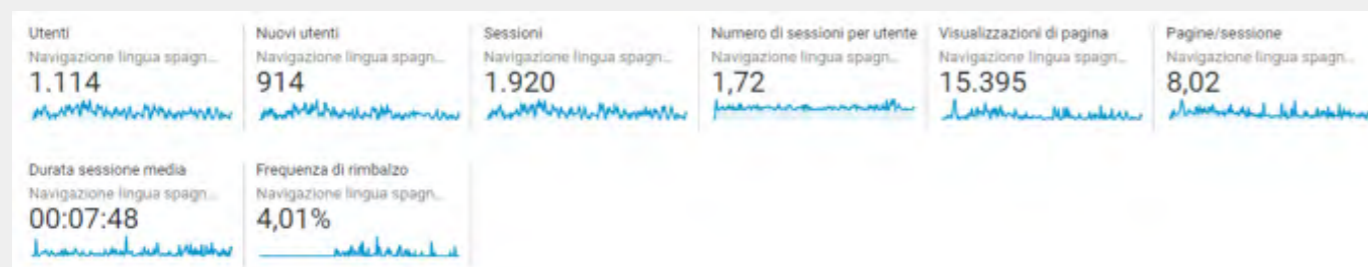 Utenti
Navigazione lingua spagn...
1.114
Nuovi utenti
Navigazione lingua spagn...
914
Sessioni
Navigazione lingua spagn...
1.920
Numero di sessioni per utente
Navigazione lingua spagn...
1,72
Visualizzazioni di pagina
Navigazione lingua spagn...
15.395
Pagine/sessione
Navigazione lingua spagn...
8,02
Durata sessione media
Navigazione lingua spagn...
00:07:48
Frequenza di rimbalzo
Navigazione lingua spagn...
4,01%